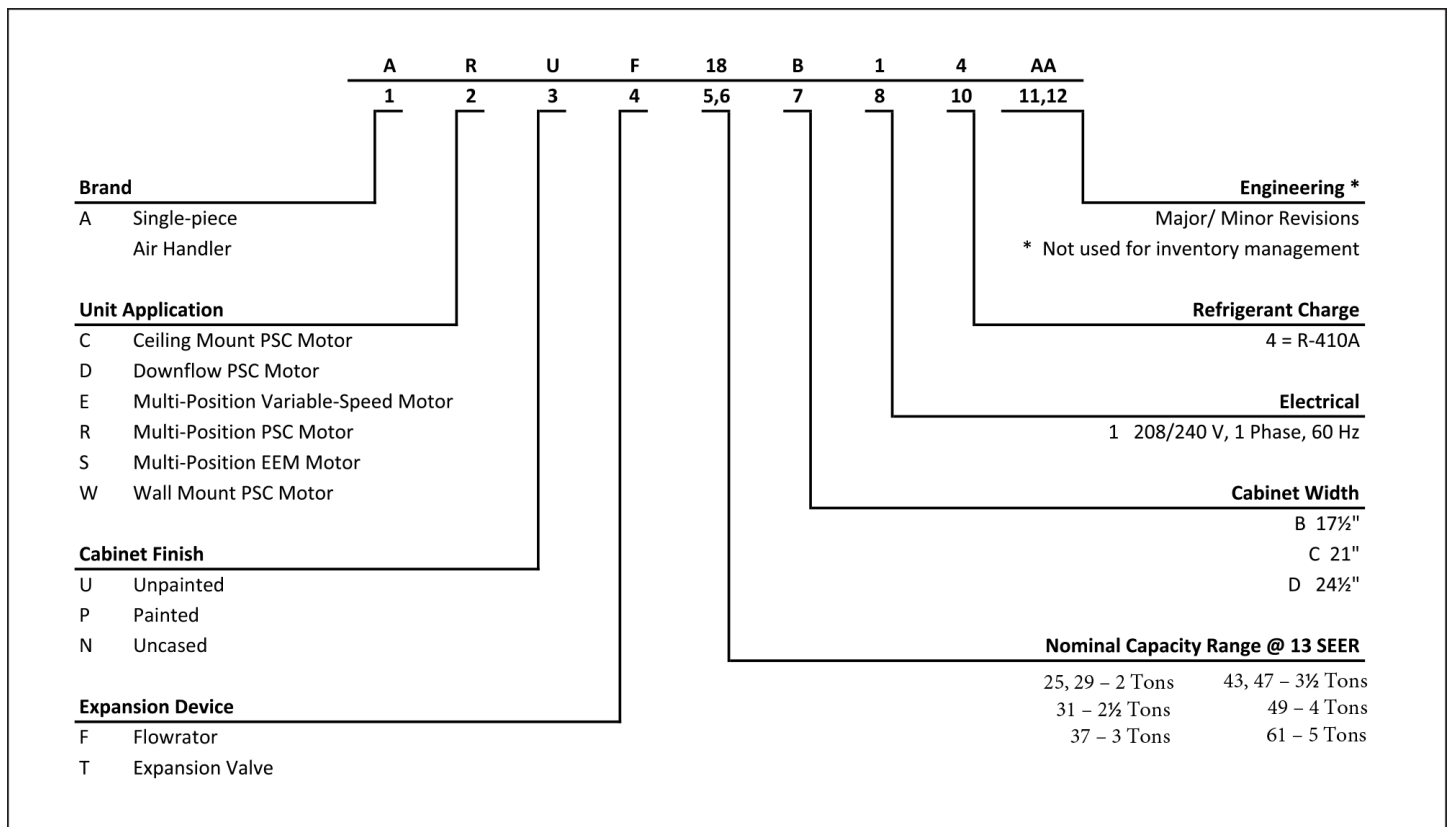 A R U F 18 B 1 4 AA
1 2 3 4 5,6 7 8 10 11,12
Brand
A Single-piece
Air Handler
Unit Application
C Ceiling Mount PSC Motor
D Downflow PSC Motor
E Multi-Position Variable-Speed Motor
R Multi-Position PSC Motor
S Multi-Position EEM Motor
W Wall Mount PSC Motor
Cabinet Finish
U Unpainted
P Painted
N Uncased
Expansion Device
F Flowrator
T Expansion Valve
Engineering *
Major/ Minor Revisions
* Not used for inventory management
Refrigerant Charge
4 = R-410A
Electrical
1 208/240 V, 1 Phase, 60 Hz
Cabinet Width
B 17½"
C 21"
D 24½"
Nominal Capacity Range @ 13 SEER
25, 29 – 2 Tons 43, 47 – 3½ Tons
31 – 2½ Tons 49 – 4 Tons
37 – 3 Tons 61 – 5 Tons